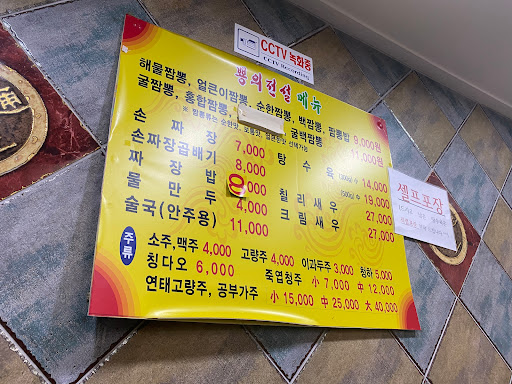 CCTV 녹화중
CCTV Recording
뽕의전설 메뉴
해물짬뽕, 얼큰이짬뽕, 순한짬뽕, 백짬뽕, 짬뽕밥 9,000원
굴짬뽕, 홍합짬뽕, 굴백짬뽕 11,000원
손 짜 장 7,000
손짜장곱배기 8,000
짜 장 밥 8,000
물 만 두 4,000
술국(안주용) 11,000
탕 수 육 小 14,000
19,000
칠리새우 27,000
크림새우 27,000
주류
소주,맥주 4,000 고량주 4,000 이과두주 3,000 청하 5,000
칭다오 6,000 죽엽청주 小 7,000 中 12,000
연태고량주, 공부가주 小 15,000 中 25,000 大 40,000
셀프포장